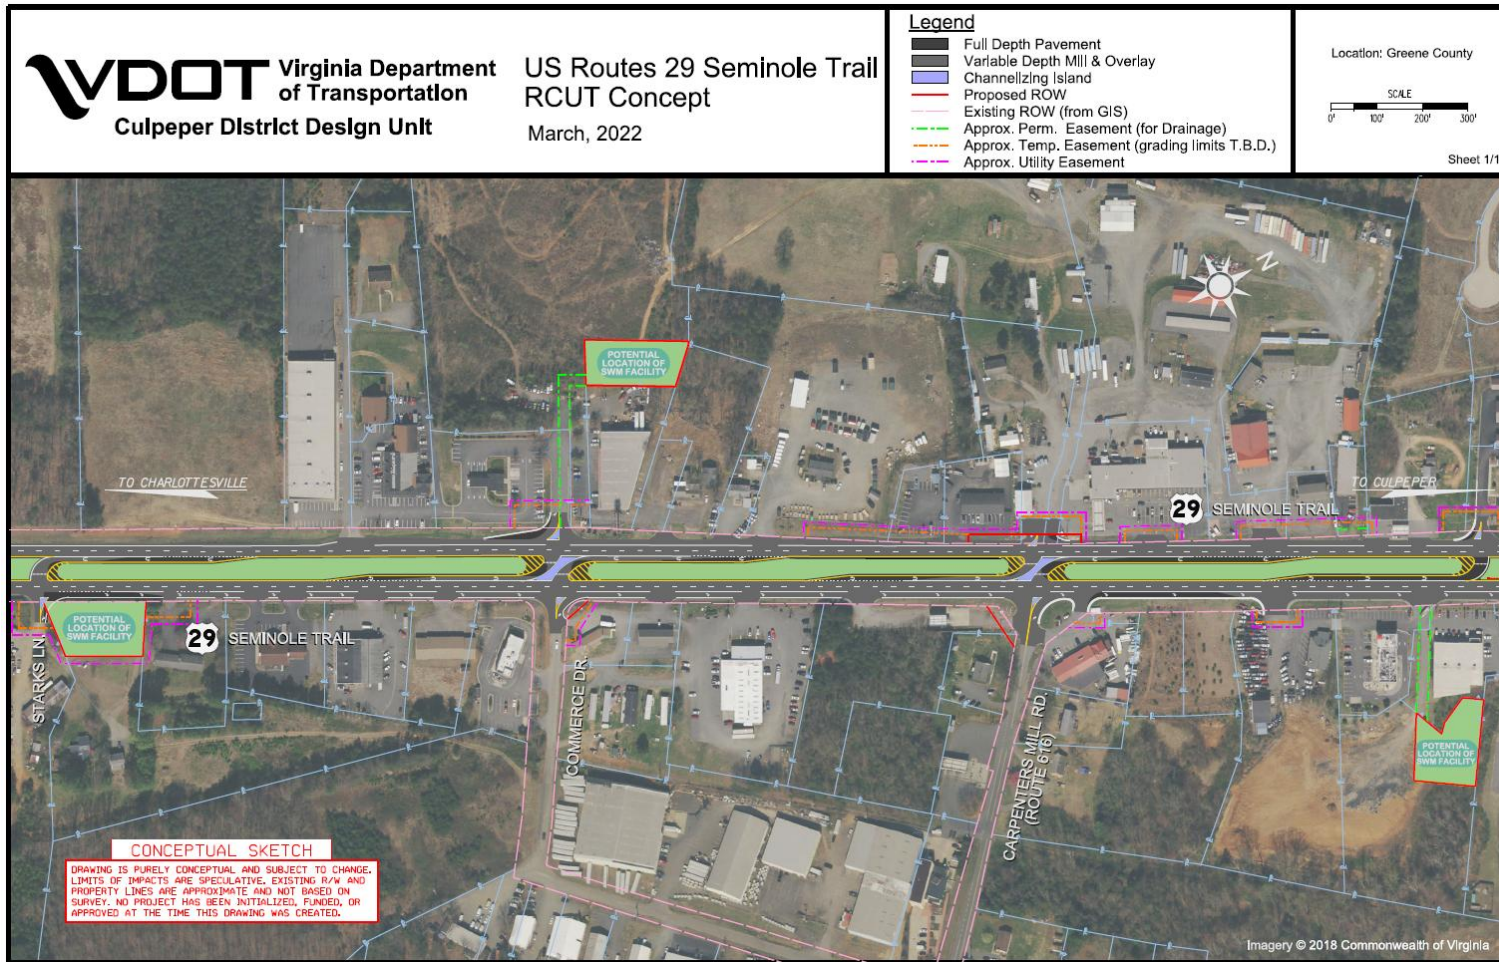 VDOT
Virginia Department
of Transportation
Culpeper District Design Unit
US Routes 29 Seminole Trail
RCUT Concept
March, 2022
Legend
Full Depth Pavement
Variable Depth Mill & Overlay
Channelizing Island
Proposed ROW
Existing ROW (from GIS)
Approx. Perm. Easement (for Drainage)
Approx. Temp. Easement (grading limits T.B.D.)
Approx. Utility Easement
Location: Greene County
SCALE
0' 100' 200' 300'
Sheet 1/1
N
POTENTIAL
LOCATION OF
SWM FACILITY
TO CHARLOTTESVILLE
TO CULPEPER
29 SEMINOLE TRAIL
POTENTIAL
LOCATION OF
SWM FACILITY
29 SEMINOLE TRAIL
STARKS LN.
COMMERCE DR.
CARPENTERS MILL RD.
(ROUTE 616)
POTENTIAL
LOCATION OF
SWM FACILITY
CONCEPTUAL SKETCH
DRAWING IS PURELY CONCEPTUAL AND SUBJECT TO CHANGE.
LIMITS OF IMPACTS ARE SPECULATIVE. EXISTING R/W AND
PROPERTY LINES ARE APPROXIMATE AND NOT BASED ON
SURVEY. NO PROJECT HAS BEEN INITIALIZED, FUNDED, OR
APPROVED AT THE TIME THIS DRAWING WAS CREATED.
Imagery © 2018 Commonwealth of Virginia